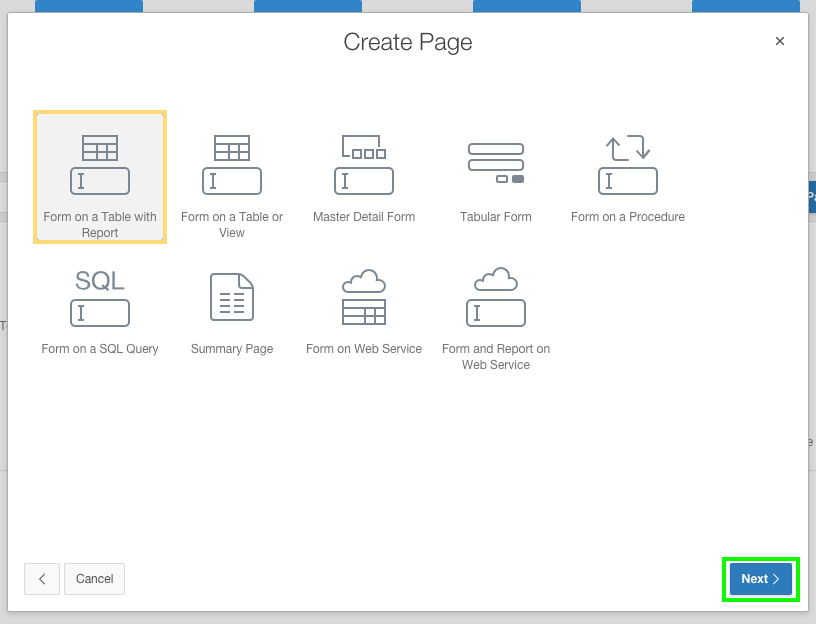 Create Page
Form on a Table with
Report
Form on a Table or
View
Master Detail Form
Tabular Form
Form on a Procedure
SQL
Form on a SQL Query
Summary Page
Form on Web Service
Form and Report on
Web Service
Cancel
Next